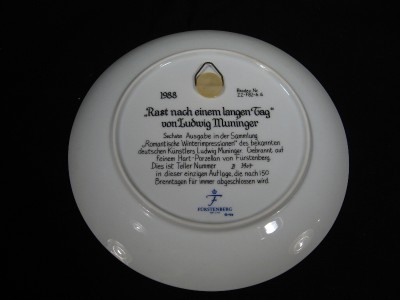 1988
Bradex Nr.
„Rast nach einem langen Tag"
von Ludwig Muninger
Sechste Ausgabe in der Sammlung
„Romantische Winterimpressionen" des bekannten
deutschen Künstlers Ludwig Muninger. Gebrannt auf
feinem Hart-Porzellan von Fürstenberg.
Dies ist Teller Nummer
in dieser einzigen Auflage, die nach 150
Brenntagen für immer abgeschlossen wird.
F
FÜRSTENBERG